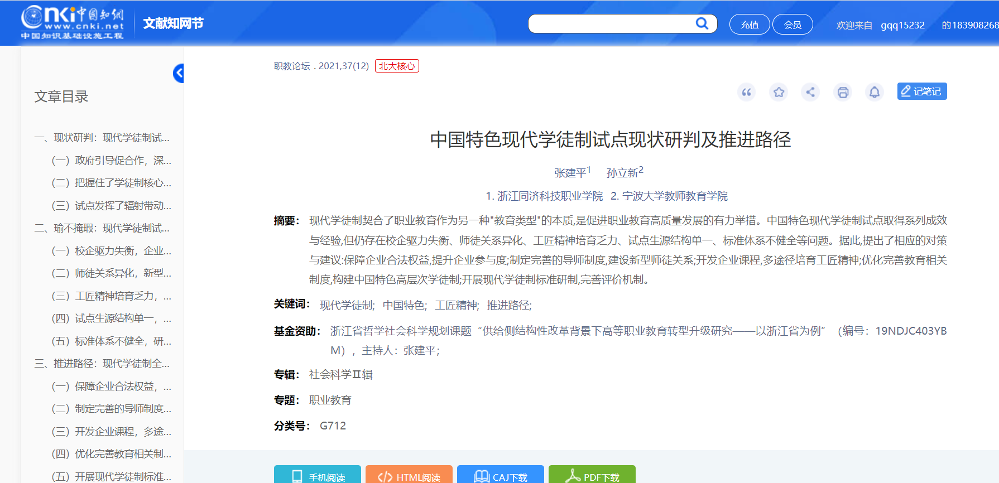 中国知网
www.cnki.net
中国知识基础设施工程
文献知网节
充值
会员
欢迎来自 gqq15232 的183908268
文章目录
一、现状研判：现代学徒制试...
（一）政府引导促合作，深...
（二）把握住了学徒制核心...
（三）试点发挥了辐射带动...
二、瑜不掩瑕：现代学徒制试...
（一）校企驱力失衡，企业...
（二）师徒关系异化，新型...
（三）工匠精神培育乏力，...
（四）试点生源结构单一，...
（五）标准体系不健全，研...
三、推进路径：现代学徒制全...
（一）保障企业合法权益，...
（二）制定完善的导师制度...
（三）开发企业课程，多途...
（四）优化完善教育相关制...
（五）开展现代学徒制标准...
职教论坛 . 2021,37(12) 北大核心
记笔记
中国特色现代学徒制试点现状研判及推进路径
张建平1 孙立新2
1. 浙江同济科技职业学院 2. 宁波大学教师教育学院
摘要： 现代学徒制契合了职业教育作为另一种"教育类型"的本质,是促进职业教育高质量发展的有力举措。中国特色现代学徒制试点取得系列成效
与经验,但仍存在校企驱力失衡、师徒关系异化、工匠精神培育乏力、试点生源结构单一、标准体系不健全等问题。据此,提出了相应的对策
与建议:保障企业合法权益,提升企业参与度;制定完善的导师制度,建设新型师徒关系;开发企业课程,多途径培育工匠精神;优化完善教育相关
制度,构建中国特色高层次学徒制;开展现代学徒制标准研制,完善评价机制。
关键词： 现代学徒制; 中国特色; 工匠精神; 推进路径;
基金资助： 浙江省哲学社会科学规划课题“供给侧结构性改革背景下高等职业教育转型升级研究——以浙江省为例”（编号：19NDJC403YB
M），主持人：张建平；
专辑： 社会科学Ⅱ辑
专题： 职业教育
分类号： G712
手机阅读
HTML阅读
CAJ下载
PDF下载